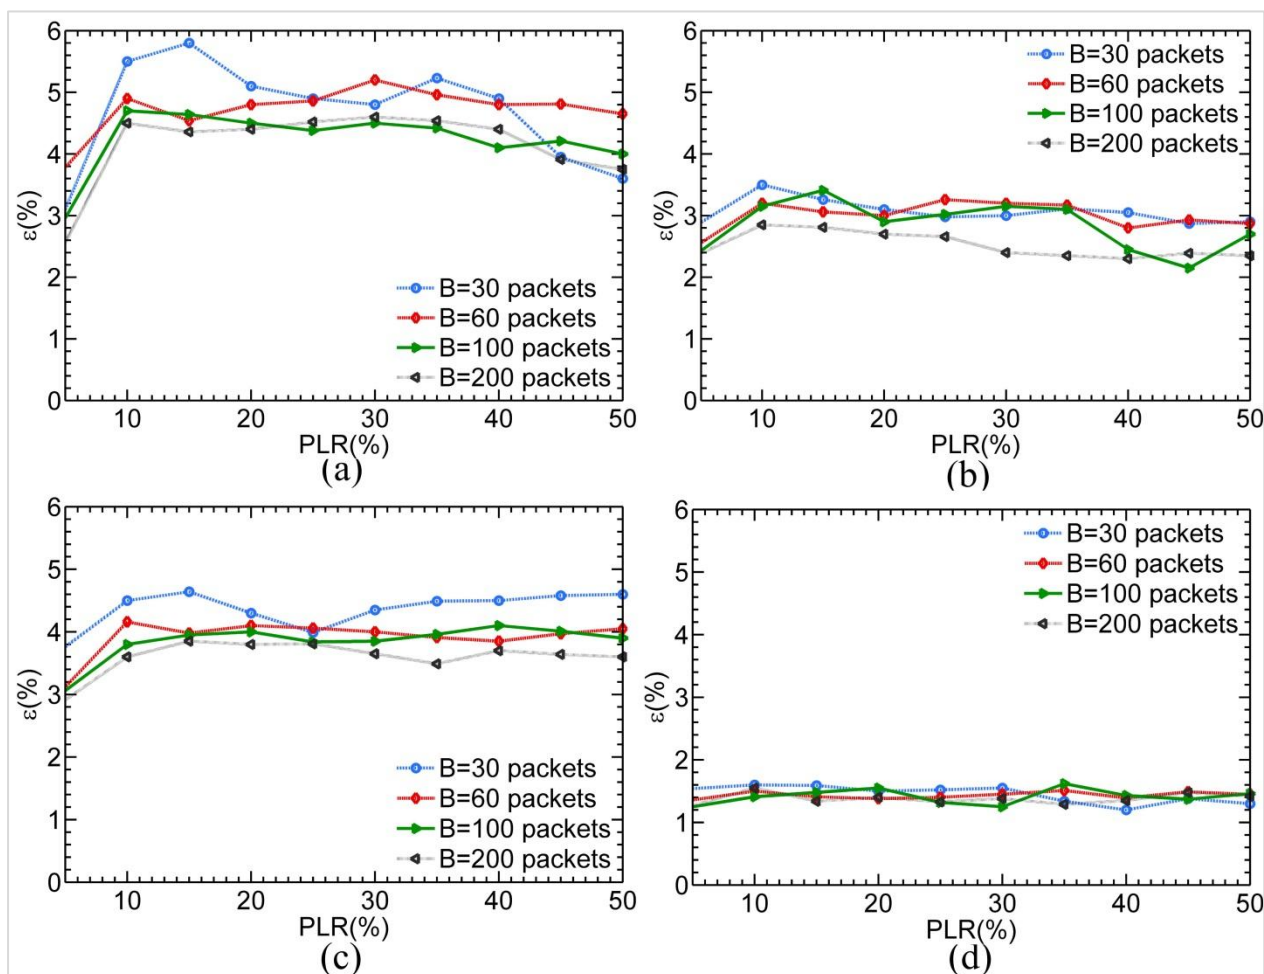 6
5
4
3
2
1
0
ε(%)
B=30 packets
B=60 packets
B=100 packets
B=200 packets
10 20 30 40 50
PLR(%)
(a)
6
5
4
3
2
1
0
ε(%)
B=30 packets
B=60 packets
B=100 packets
B=200 packets
10 20 30 40 50
PLR(%)
(b)
6
5
4
3
2
1
0
ε(%)
B=30 packets
B=60 packets
B=100 packets
B=200 packets
10 20 30 40 50
PLR(%)
(c)
6
5
4
3
2
1
0
ε(%)
B=30 packets
B=60 packets
B=100 packets
B=200 packets
10 20 30 40 50
PLR(%)
(d)